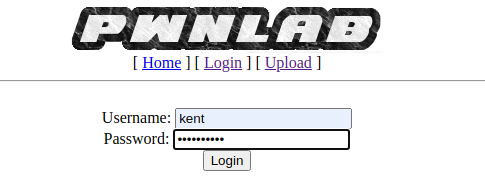 PWNLAB
[ Home ] [ Login ] [ Upload ]
Username: kent
Password: ••••••••••
Login